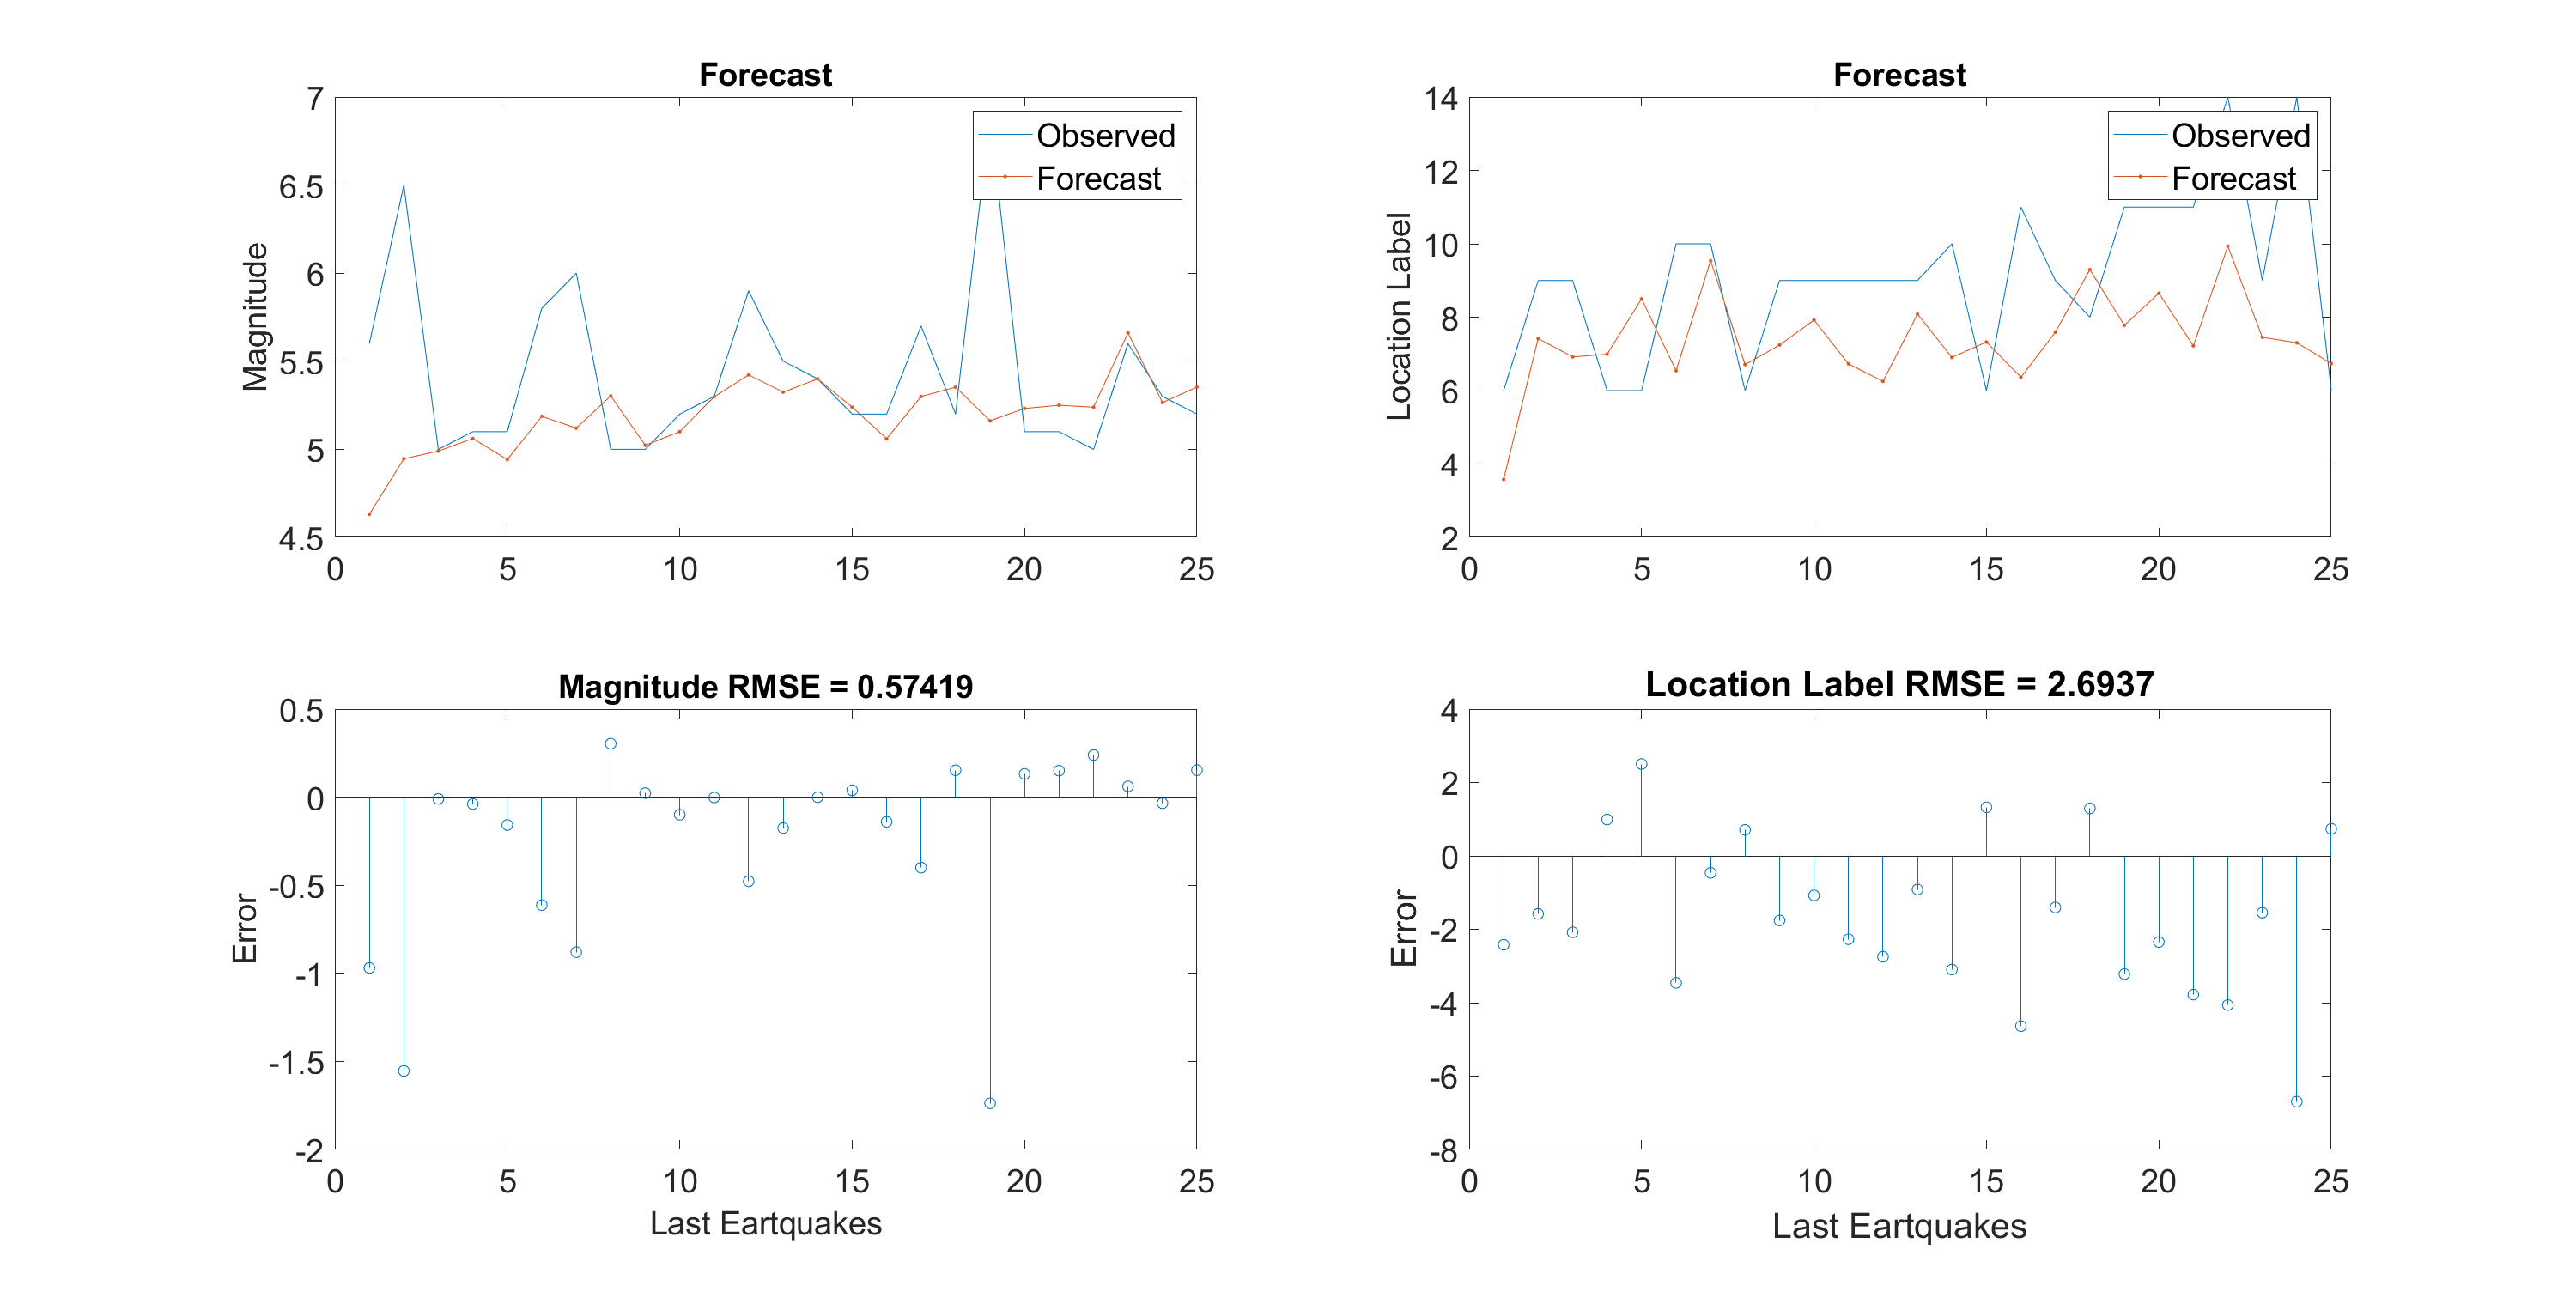 Forecast
7
6.5
6
5.5
5
4.5
Magnitude
Observed
Forecast
0 5 10 15 20 25
Forecast
14
12
10
8
6
4
2
Location Label
Observed
Forecast
0 5 10 15 20 25
Magnitude RMSE = 0.57419
0.5
0
-0.5
-1
-1.5
-2
Error
0 5 10 15 20 25
Last Eartquakes
Location Label RMSE = 2.6937
4
2
0
-2
-4
-6
-8
Error
0 5 10 15 20 25
Last Eartquakes